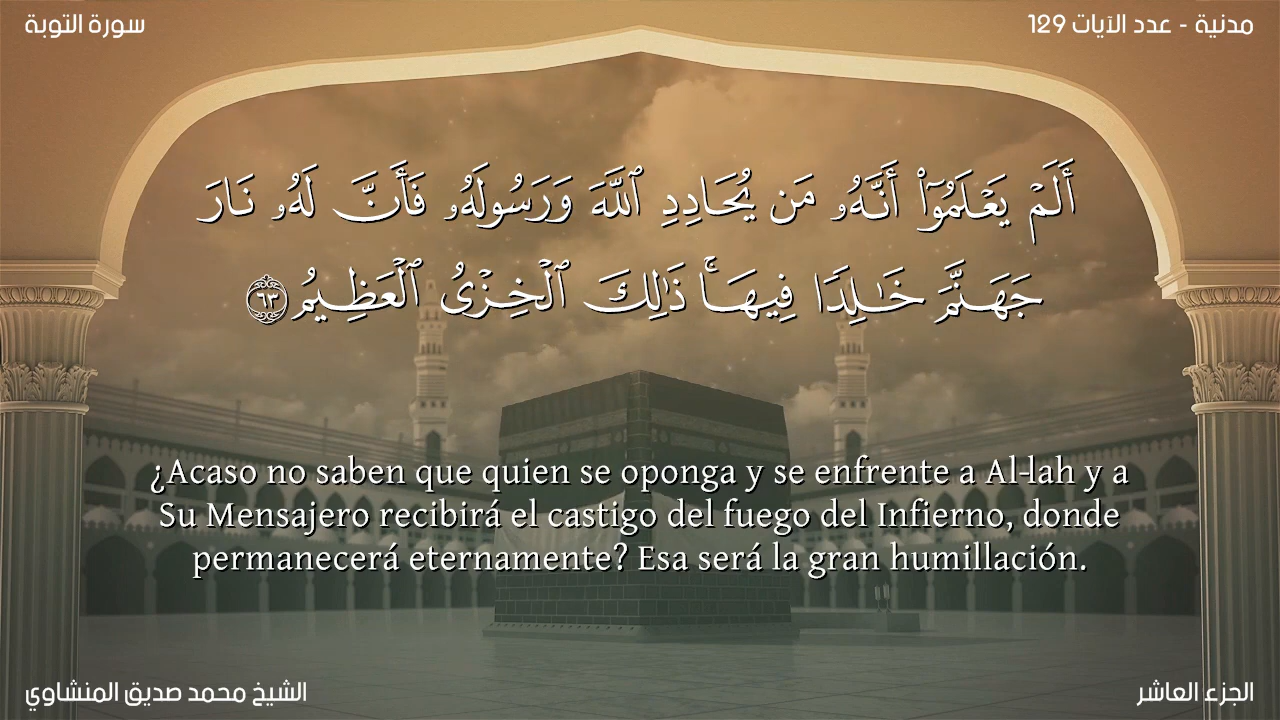 سورة التوبة
مدنية - عدد الآيات 129
أَلَمۡ يَعۡلَمُوٓاْ أَنَّهُۥ مَن يُحَادِدِ ٱللَّهَ وَرَسُولَهُۥ فَأَنَّ لَهُۥ نَارَ
جَهَنَّمَ خَٰلِدٗا فِيهَاۚ ذَٰلِكَ ٱلۡخِزۡيُ ٱلۡعَظِيمُ ٦٣
¿Acaso no saben que quien se oponga y se enfrente a Al-lah y a
Su Mensajero recibirá el castigo del fuego del Infierno, donde
permanecerá eternamente? Esa será la gran humillación.
الشيخ محمد صديق المنشاوي
الجزء العاشر